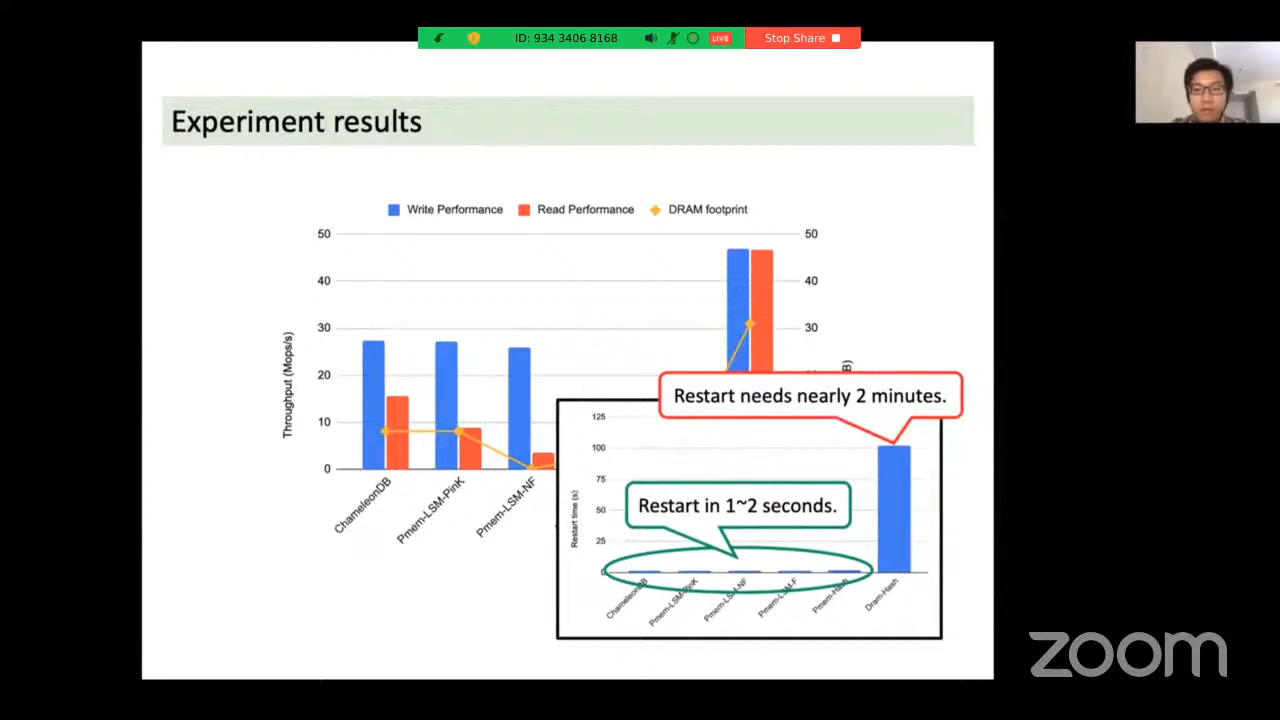 ID: 934 3406 8168
LIVE
Stop Share
Experiment results
Write Performance
Read Performance
DRAM footprint
50
40
30
20
10
0
Throughput (Mops/s)
50
40
30
B)
ChameleonDB
Pmem-LSM-PinK
Pmem-LSM-NF
Restart needs nearly 2 minutes.
125
100
75
50
25
0
Restart time (s)
Restart in 1~2 seconds.
ChameleonDB
Pmem-LSM-PinK
Pmem-LSM-NF
Pmem-LSM-F
Pmem-Hash
Dram-Hash
zoom